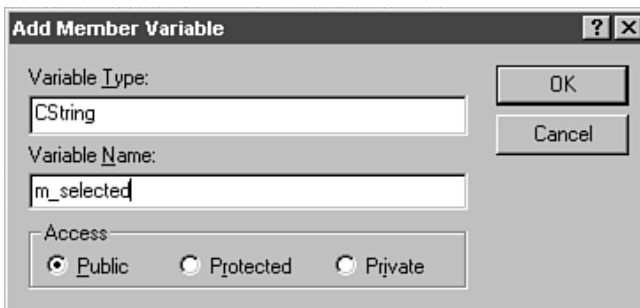 Add Member Variable
Variable Type:
CString
OK
Cancel
Variable Name:
m_selected
Access
Public Protected Private